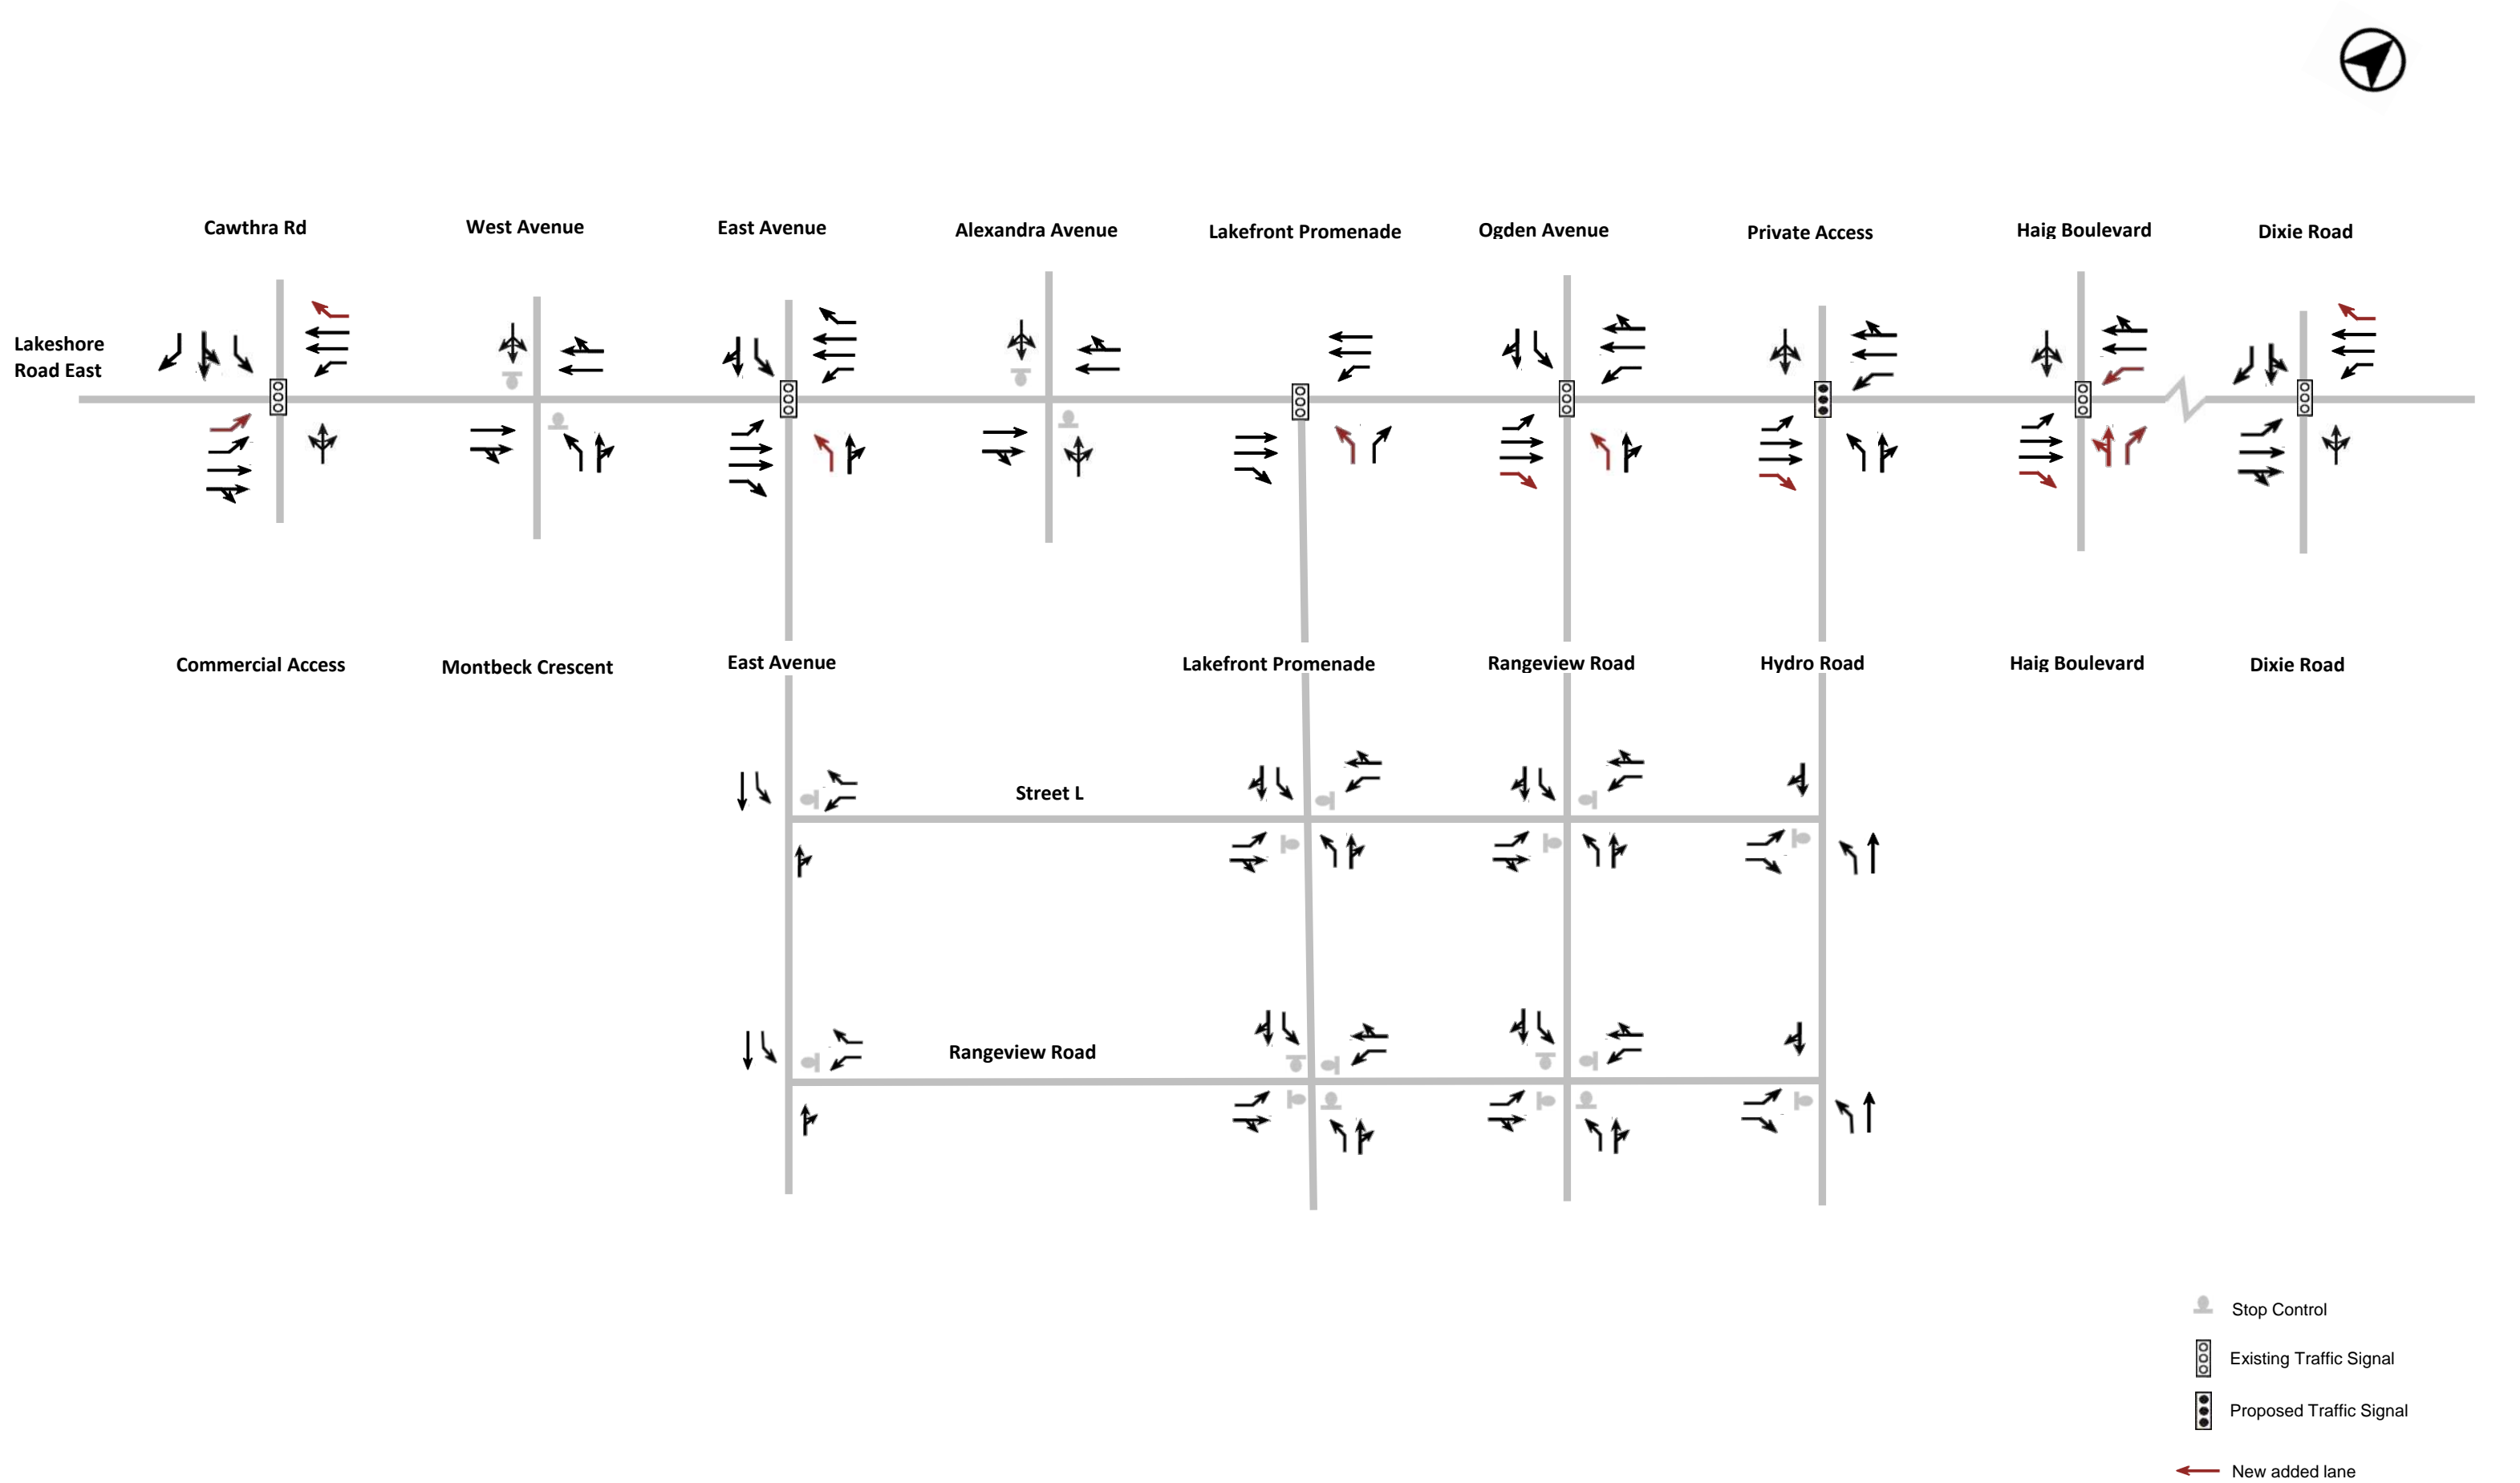 Cawthra Rd
West Avenue
East Avenue
Alexandra Avenue
Lakefront Promenade
Ogden Avenue
Private Access
Haig Boulevard
Dixie Road
Lakeshore
Road East
Commercial Access
Montbeck Crescent
East Avenue
Lakefront Promenade
Rangeview Road
Hydro Road
Haig Boulevard
Dixie Road
Street L
Rangeview Road
Stop Control
Existing Traffic Signal
Proposed Traffic Signal
New added lane